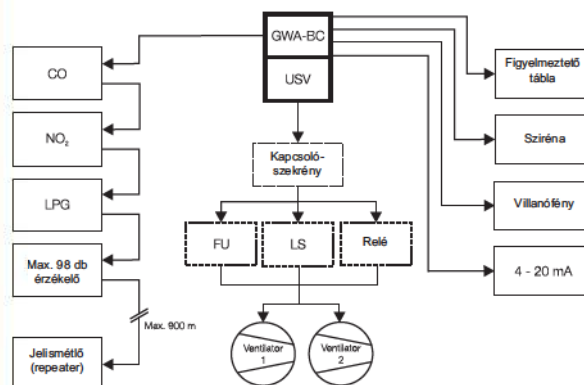 GWA-BC
USV
CO
NO₂
LPG
Max. 98 db
érzékelő
Max. 900 m
Jelismétlő
(repeater)
Kapcsoló-
szekrény
FU
LS
Relé
Ventilator
1
Ventilator
2
Figyelmeztető
tábla
Sziréna
Villanófény
4 - 20 mA